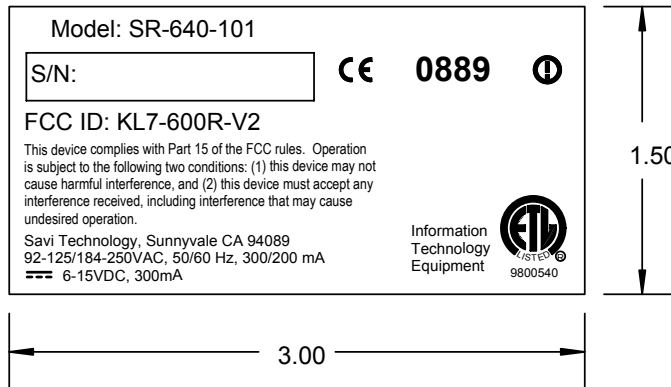 Model: SR-640-101
S/N:
CE 0889
FCC ID: KL7-600R-V2
This device complies with Part 15 of the FCC rules. Operation
is subject to the following two conditions: (1) this device may not
cause harmful interference, and (2) this device must accept any
interference received, including interference that may cause
undesired operation.
Savi Technology, Sunnyvale CA 94089
92-125/184-250VAC, 50/60 Hz, 300/200 mA
6-15VDC, 300mA
Information
Technology
Equipment
ETL
LISTED
R
9800540
1.50
3.00